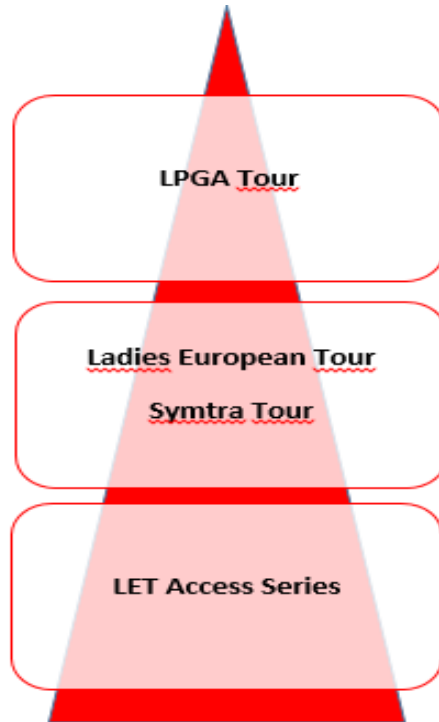 LPGA Tour
Ladies European Tour
Symtra Tour
LET Access Series